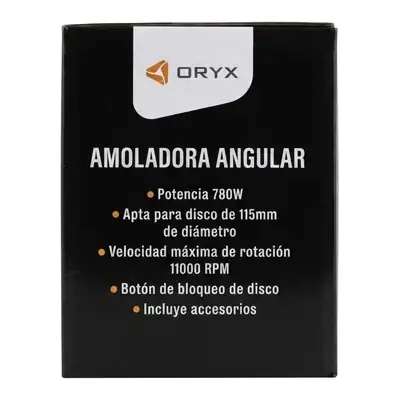 ORYX
AMOLADORA ANGULAR
• Potencia 780W
• Apta para disco de 115mm
de diámetro
• Velocidad máxima de rotación
11000 RPM
• Botón de bloqueo de disco
• Incluye accesorios